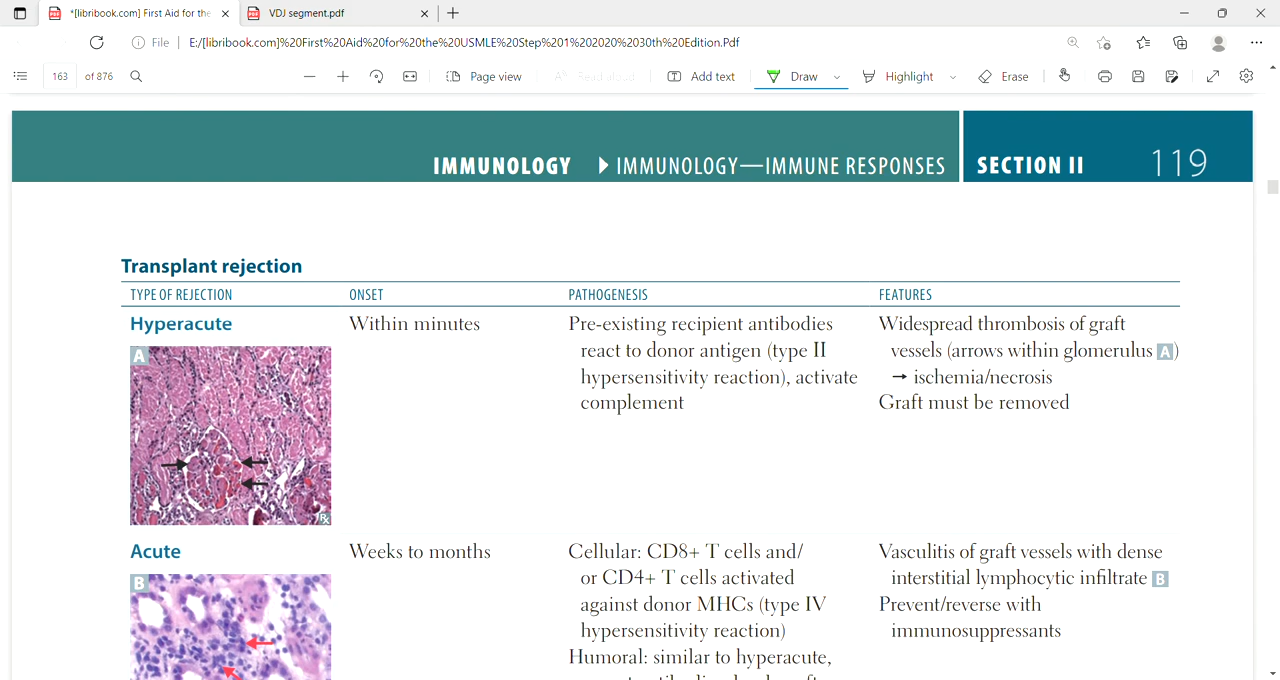 *[libribook.com] First Aid for the
VDJ segment.pdf
File
E:/[libribook.com]%20First%20Aid%20for%20the%20USMLE%20Step%201%202020%2030th%20Edition.Pdf
163 of 876
Page view
Read aloud
Add text
Draw
Highlight
Erase
IMMUNOLOGY ▶ IMMUNOLOGY—IMMUNE RESPONSES
SECTION II 119
Transplant rejection
TYPE OF REJECTION ONSET PATHOGENESIS FEATURES
Hyperacute
A
Rx
Within minutes
Pre-existing recipient antibodies
react to donor antigen (type II
hypersensitivity reaction), activate
complement
Widespread thrombosis of graft
vessels (arrows within glomerulus A)
→ ischemia/necrosis
Graft must be removed
Acute
B
Weeks to months
Cellular: CD8+ T cells and/
or CD4+ T cells activated
against donor MHCs (type IV
hypersensitivity reaction)
Humoral: similar to hyperacute,
Vasculitis of graft vessels with dense
interstitial lymphocytic infiltrate B
Prevent/reverse with
immunosuppressants